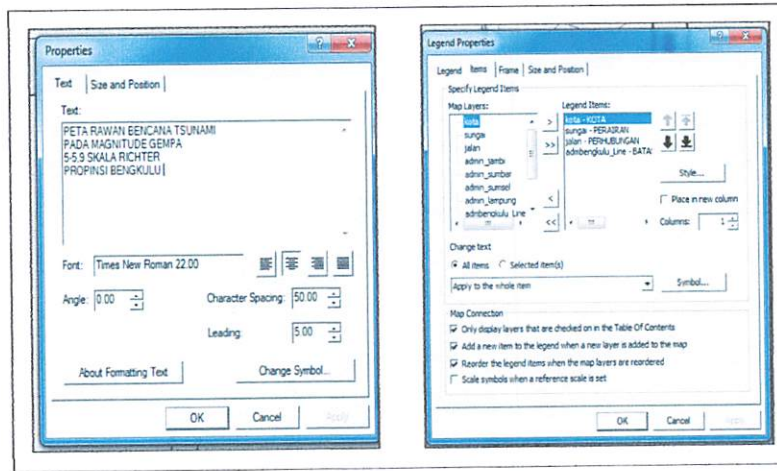 Properties
Text Size and Position
Text:
PETA RAWAN BENCANA TSUNAMI
PADA MAGNITUDE GEMPA
5-5.9 SKALA RICHTER
PROPINSI BENGKULU
Font: Times New Roman 22.00
Angle: 0.00 Character Spacing: 50.00
Leading: 5.00
About Formatting Text Change Symbol...
OK Cancel Apply
Legend Properties
Legend Items Frame Size and Position
Specify Legend Items
Map Layers: Legend Items:
kota
sungai
jalan
admin_jambi
admin_sumbar
admin_sumsel
admin_lampung
admbengkulu_Line
>
>>
<
<<
kota - KOTA
sungai - PERAIRAN
jalan - PERHUBUNGAN
admbengkulu_Line - BATAS
Style...
Place in new column
Columns: 1
Change text
All items Selected item(s)
Apply to the whole item Symbol...
Map Connection
Only display layers that are checked on in the Table Of Contents
Add a new item to the legend when a new layer is added to the map
Reorder the legend items when the map layers are reordered
Scale symbols when a reference scale is set
OK Cancel